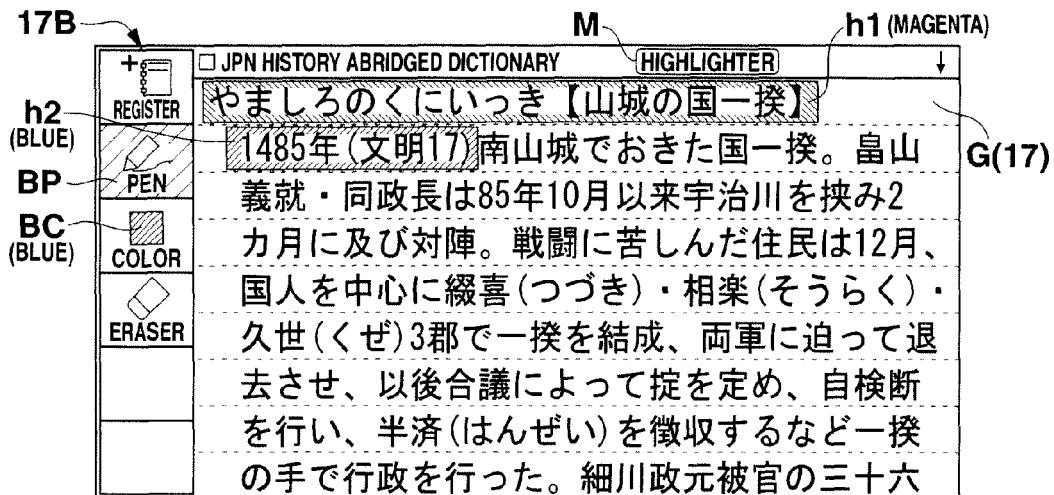 17B
M
h1 (MAGENTA)
+
REGISTER
□ JPN HISTORY ABRIDGED DICTIONARY
HIGHLIGHTER
↓
やましろのくにいっき【山城の国一揆】
h2
(BLUE)
1485年(文明17)南山城でおきた国一揆。畠山
G(17)
BP
PEN
義就・同政長は85年10月以来宇治川を挟み2
BC
(BLUE)
COLOR
カ月に及び対陣。戦闘に苦しんだ住民は12月、
国人を中心に綴喜(つづき)・相楽(そうらく)・
ERASER
久世(くぜ)3郡で一揆を結成、両軍に迫って退
去させ、以後合議によって掟を定め、自検断
を行い、半済(はんぜい)を徴収するなど一揆
の手で行政を行った。細川政元被官の三十六